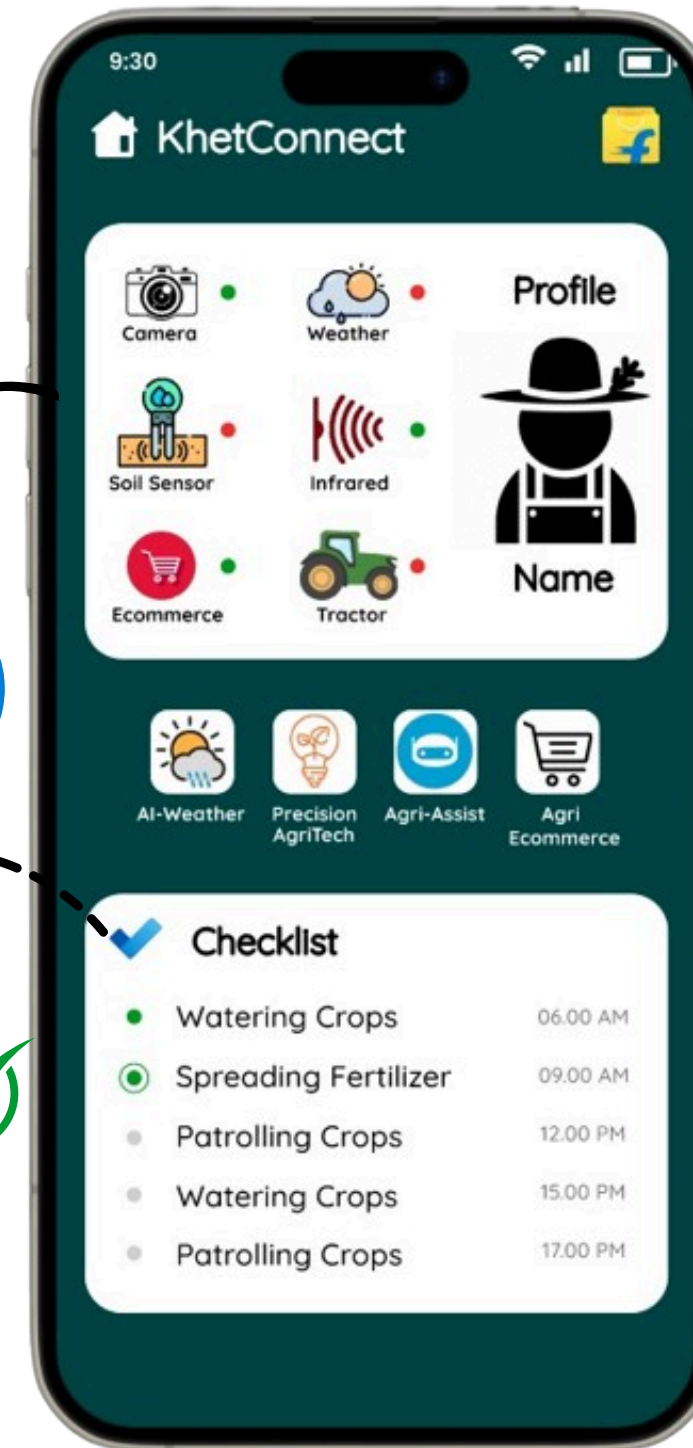 9:30
KhetConnect
Camera
Weather
Profile
Soil Sensor
Infrared
Ecommerce
Tractor
Name
AI-Weather
Precision
AgriTech
Agri-Assist
Agri
Ecommerce
Checklist
Watering Crops 06.00 AM
Spreading Fertilizer 09.00 AM
Patrolling Crops 12.00 PM
Watering Crops 15.00 PM
Patrolling Crops 17.00 PM